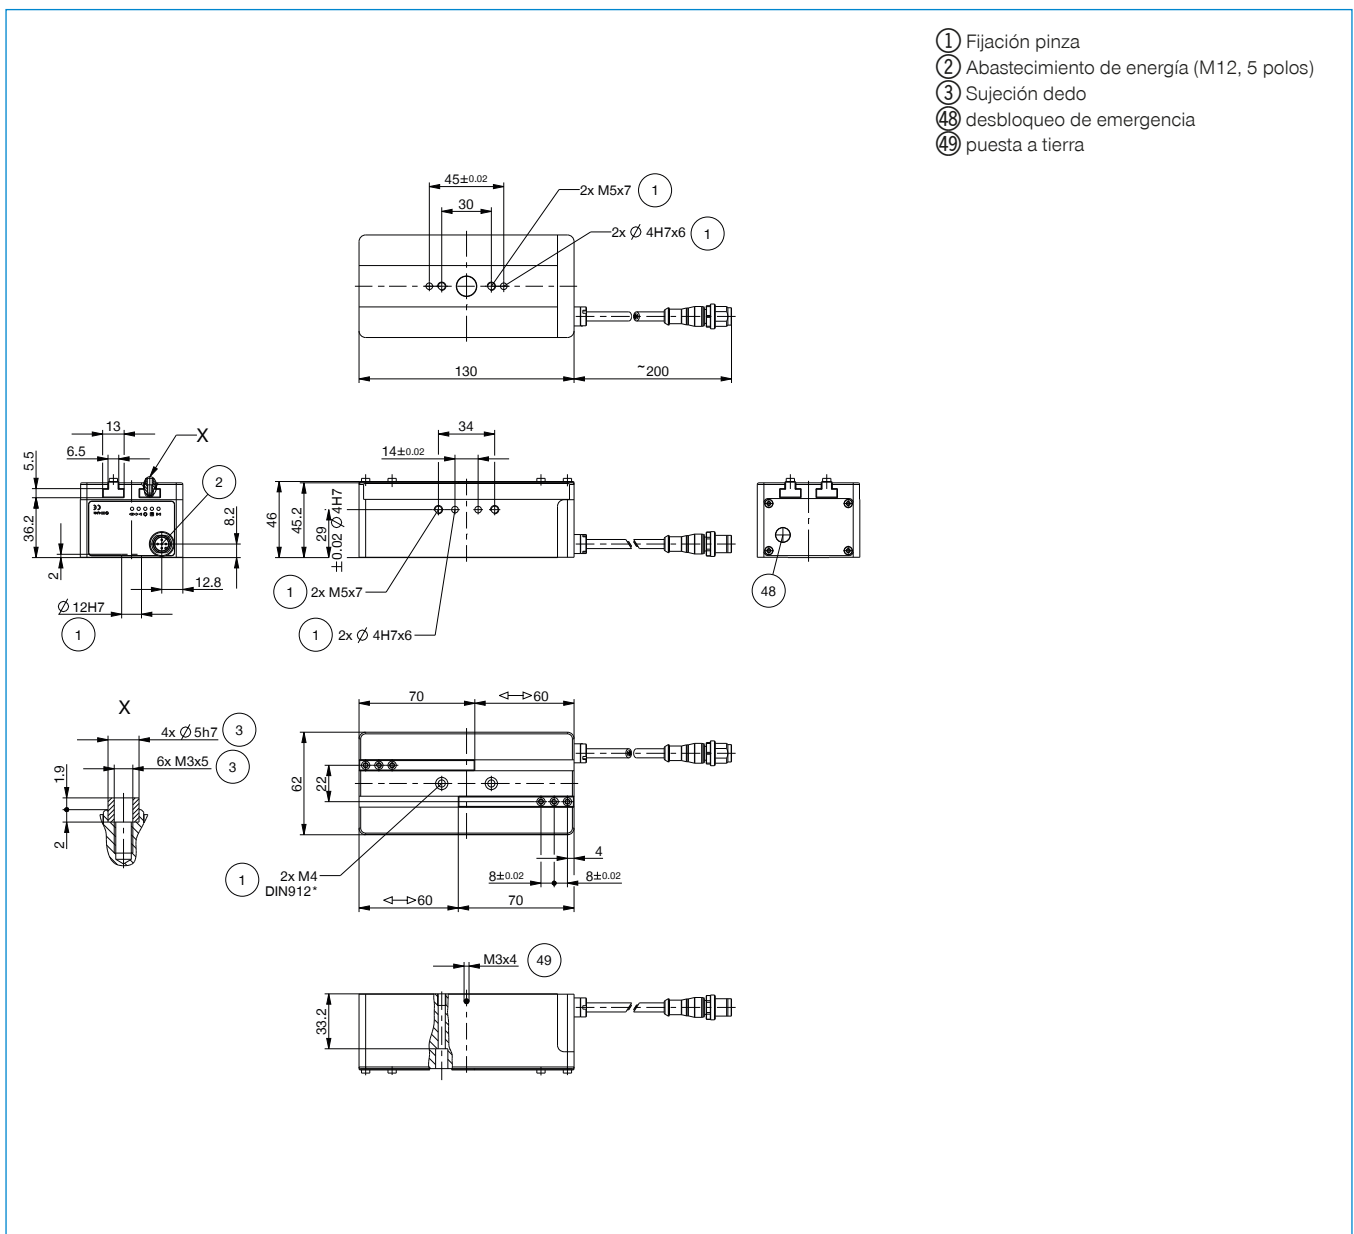 1 Fijación pinza
2 Abastecimiento de energía (M12, 5 polos)
3 Sujeción dedo
48 desbloqueo de emergencia
49 puesta a tierra
45±0.02
30
2x M5x7 1
2x Ø 4H7x6 1
130
~200
13
6.5
5.5
36.2
2
X
2
8.2
12.8
Ø 12H7
1
34
14±0.02
46
45.2
29
±0.02 Ø 4H7
1 2x M5x7
1 2x Ø 4H7x6
48
X
4x Ø 5h7 3
6x M3x5 3
1.9
2
70
60
62
22
4
8±0.02
8±0.02
1 2x M4
DIN912*
60
70
M3x4 49
33.2